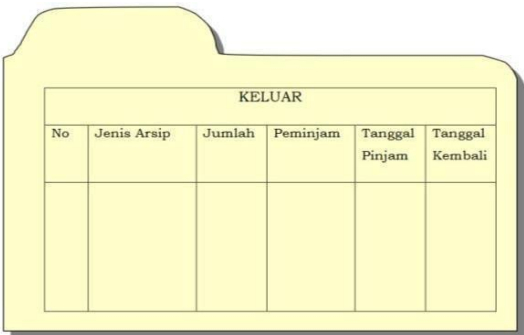 KELUAR
No Jenis Arsip Jumlah Peminjam Tanggal Tanggal
Pinjam Kembali